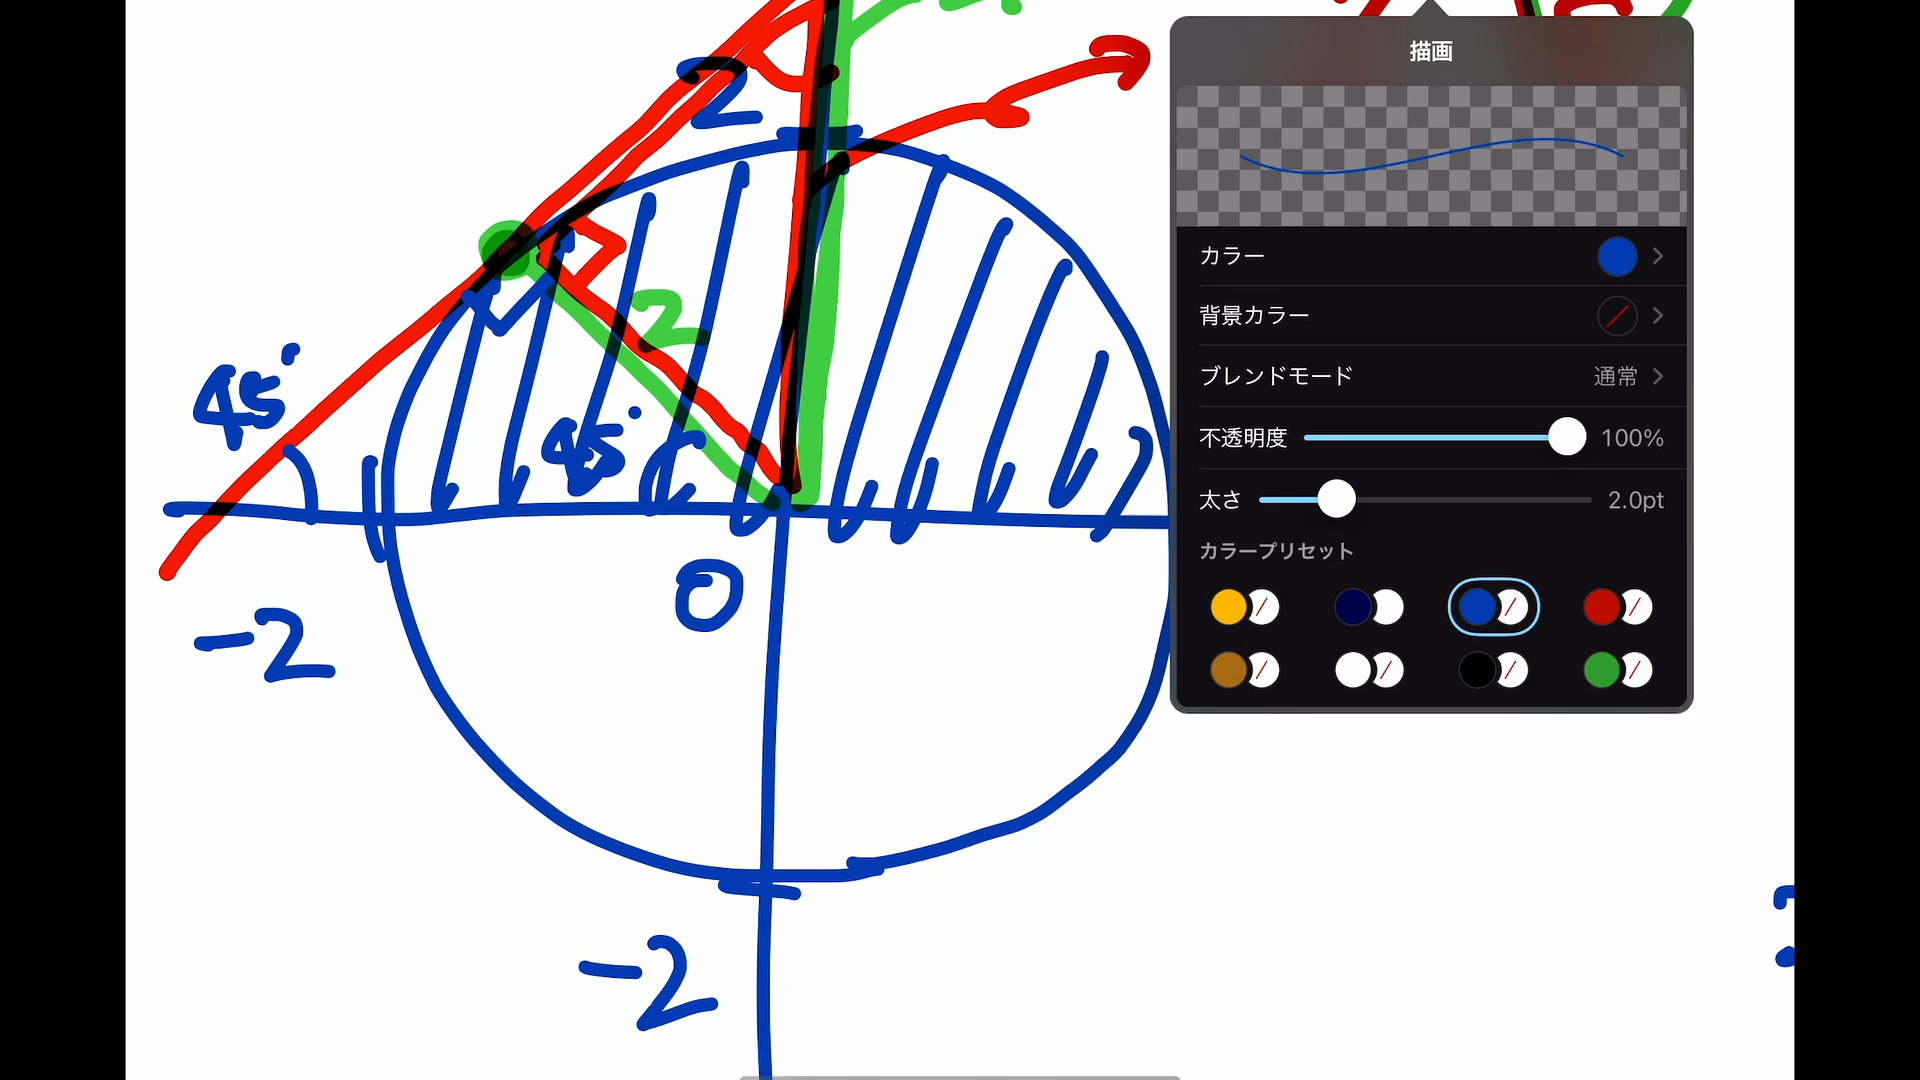 描画
2
カラー
背景カラー
ブレンドモード 通常
2
45°
45°
不透明度 100%
太さ 2.0pt
カラープリセット
0
-2
-2